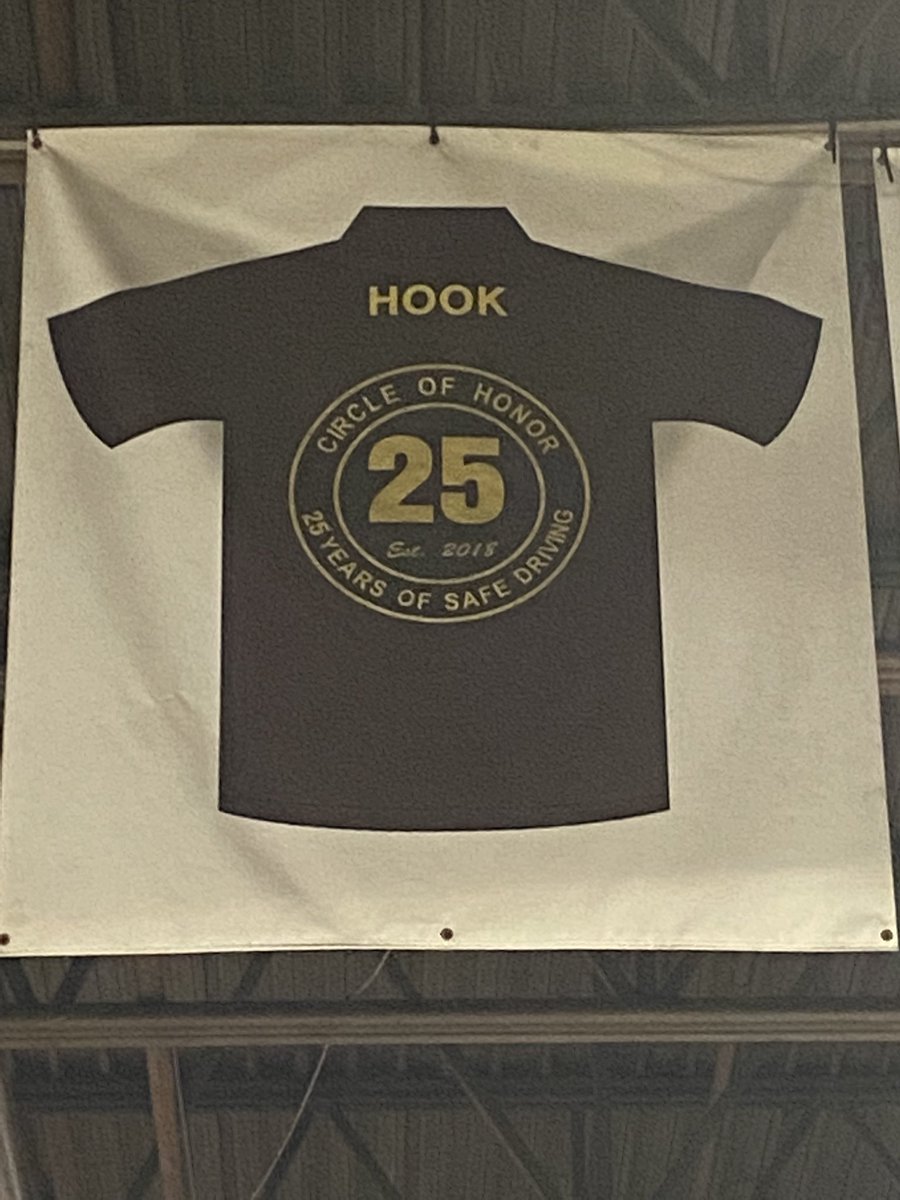 HOOK
CIRCLE OF HONOR
25
Est. 2018
25 YEARS OF SAFE DRIVING